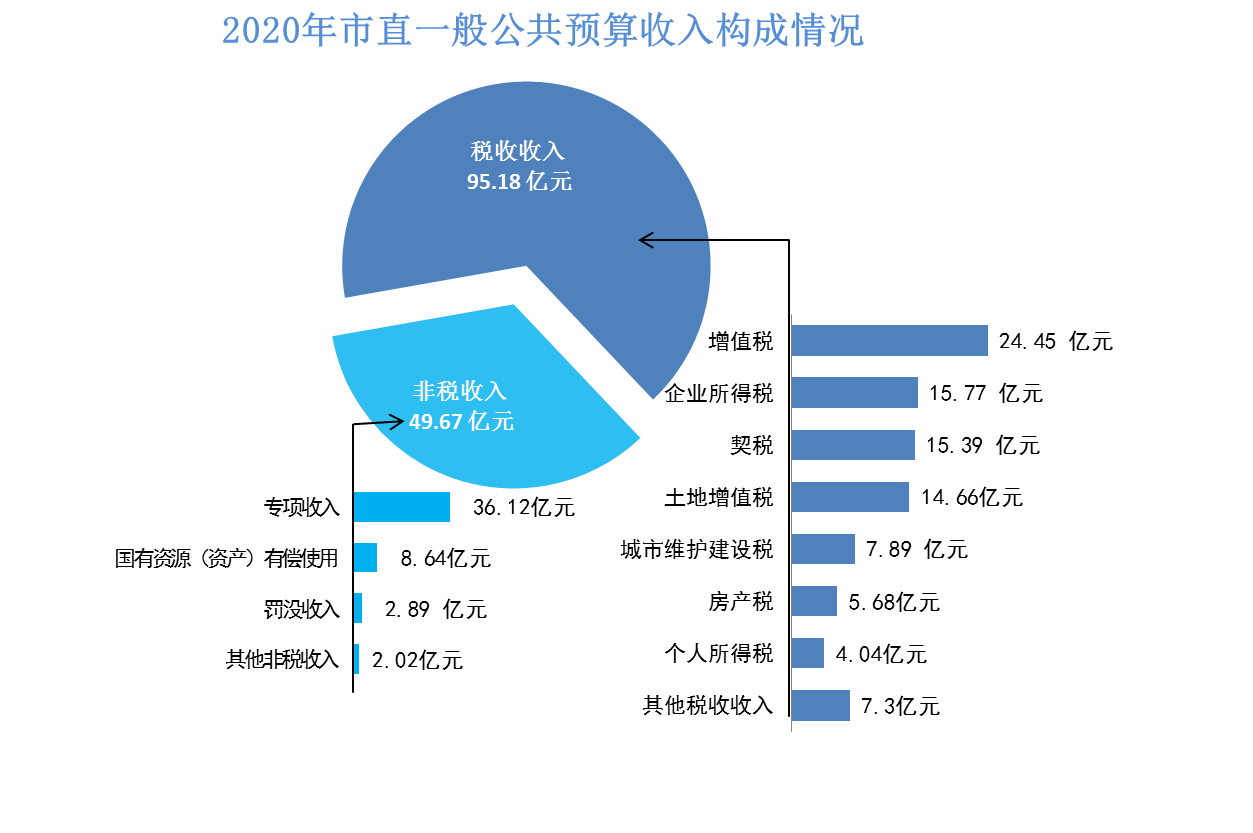 2020年市直一般公共预算收入构成情况
税收收入
95.18 亿元
非税收入
49.67 亿元
增值税 24.45 亿元
企业所得税 15.77 亿元
契税 15.39 亿元
土地增值税 14.66亿元
城市维护建设税 7.89 亿元
房产税 5.68亿元
个人所得税 4.04亿元
其他税收收入 7.3亿元
专项收入 36.12亿元
国有资源（资产）有偿使用 8.64亿元
罚没收入 2.89 亿元
其他非税收入 2.02亿元